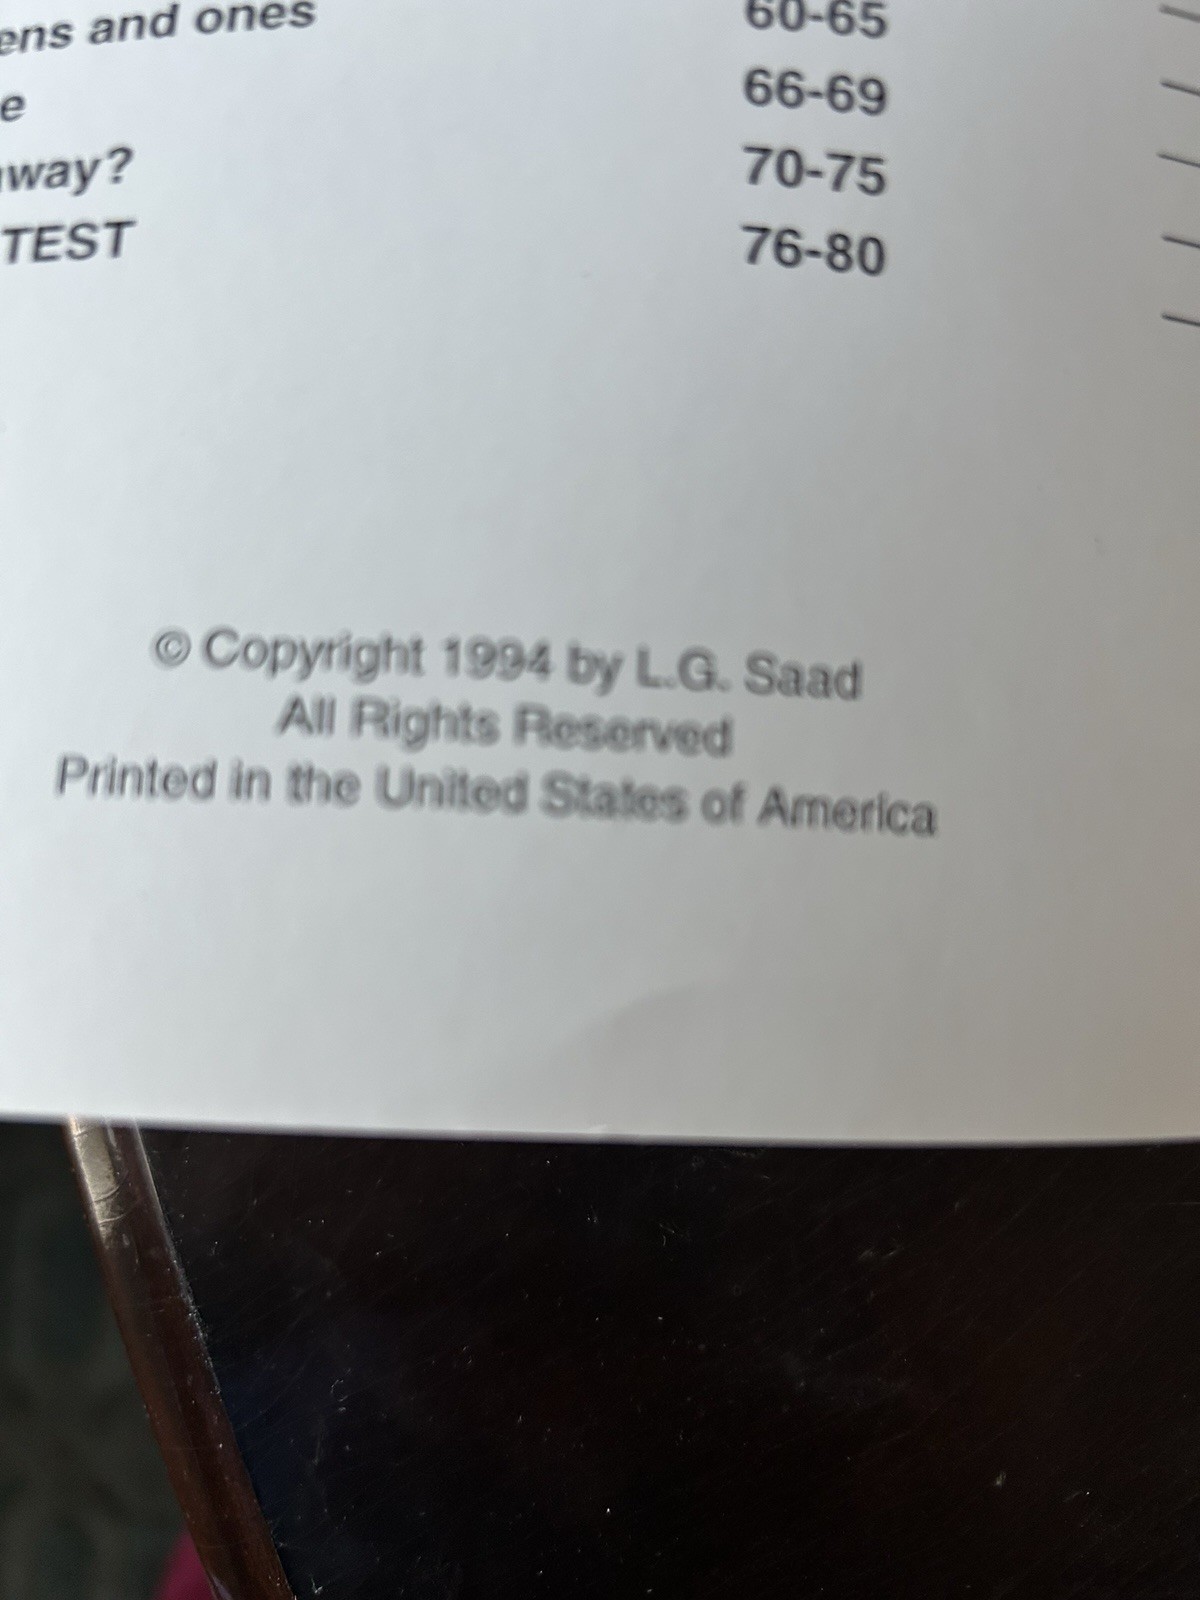 ens and ones 60-65
e 66-69
way? 70-75
TEST 76-80
© Copyright 1994 by L.G. Saad
All Rights Reserved
Printed in the United States of America